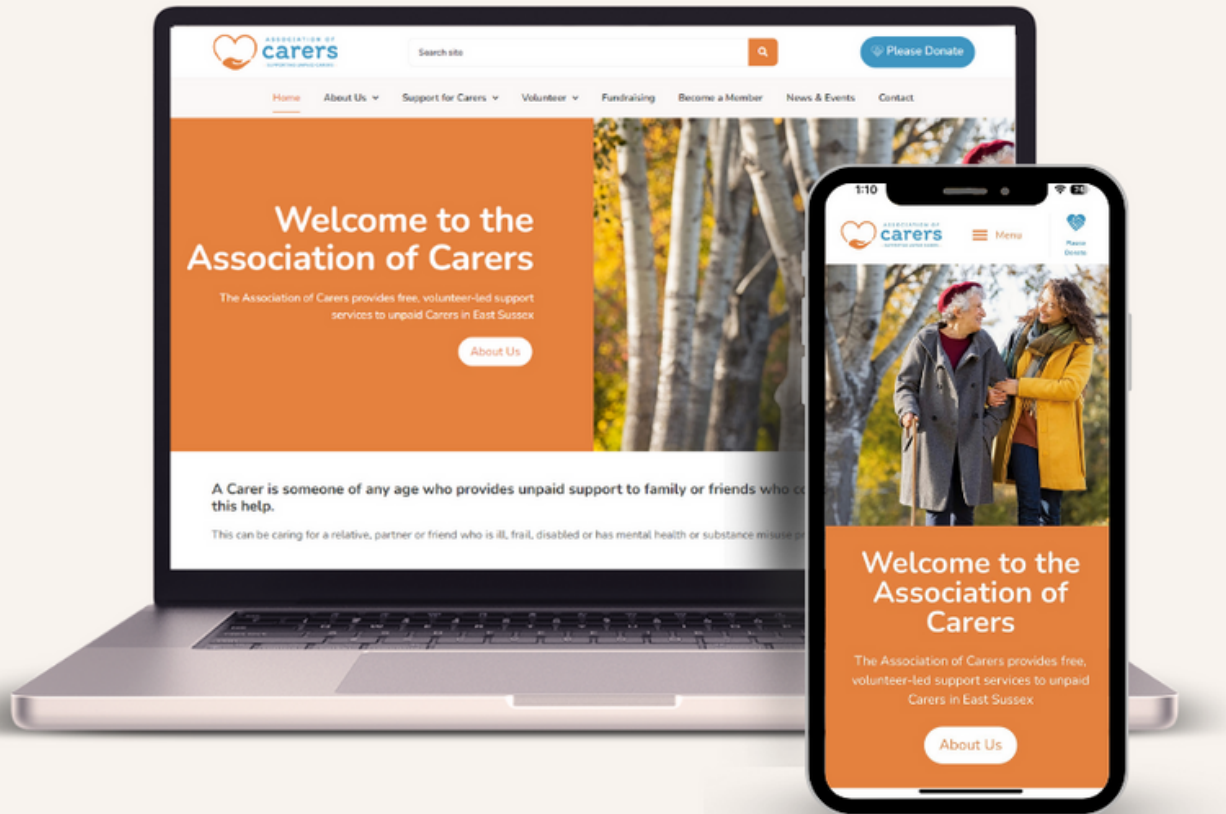 ASSOCIATION OF
carers
SUPPORTING UNPAID CARERS
Search site
Please Donate
Home
About Us
Support for Carers
Volunteer
Fundraising
Become a Member
News & Events
Contact
Welcome to the
Association of Carers
The Association of Carers provides free, volunteer-led support
services to unpaid Carers in East Sussex
About Us
A Carer is someone of any age who provides unpaid support to family or friends who
this help.
This can be caring for a relative, partner or friend who is ill, frail, disabled or has mental health or substance misuse
1:10
ASSOCIATION OF
carers
SUPPORTING UNPAID CARERS
Menu
Please
Donate
Welcome to the
Association of
Carers
The Association of Carers provides free,
volunteer-led support services to unpaid
Carers in East Sussex
About Us